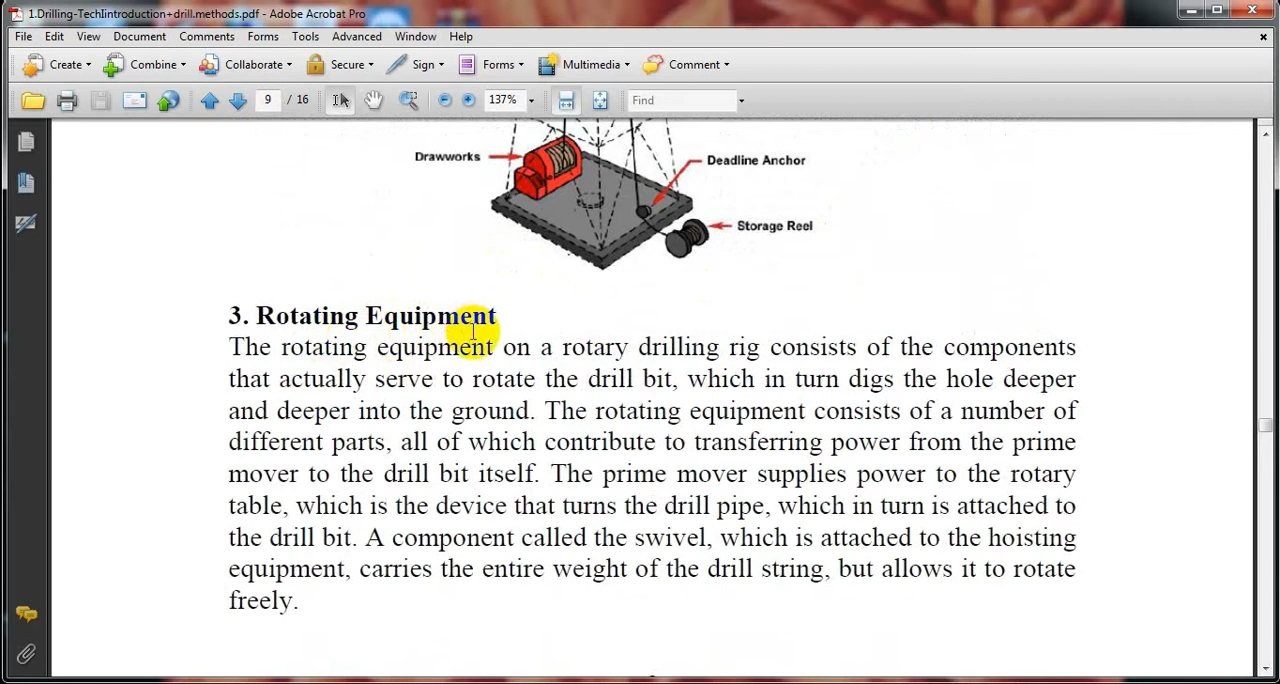 1.Drilling-TechIintroduction+drill.methods.pdf - Adobe Acrobat Pro
File Edit View Document Comments Forms Tools Advanced Window Help
Create Combine Collaborate Secure Sign Forms Multimedia Comment
9 / 16 137% Find
Drawworks
Deadline Anchor
Storage Reel
3. Rotating Equipment
The rotating equipment on a rotary drilling rig consists of the components
that actually serve to rotate the drill bit, which in turn digs the hole deeper
and deeper into the ground. The rotating equipment consists of a number of
different parts, all of which contribute to transferring power from the prime
mover to the drill bit itself. The prime mover supplies power to the rotary
table, which is the device that turns the drill pipe, which in turn is attached to
the drill bit. A component called the swivel, which is attached to the hoisting
equipment, carries the entire weight of the drill string, but allows it to rotate
freely.